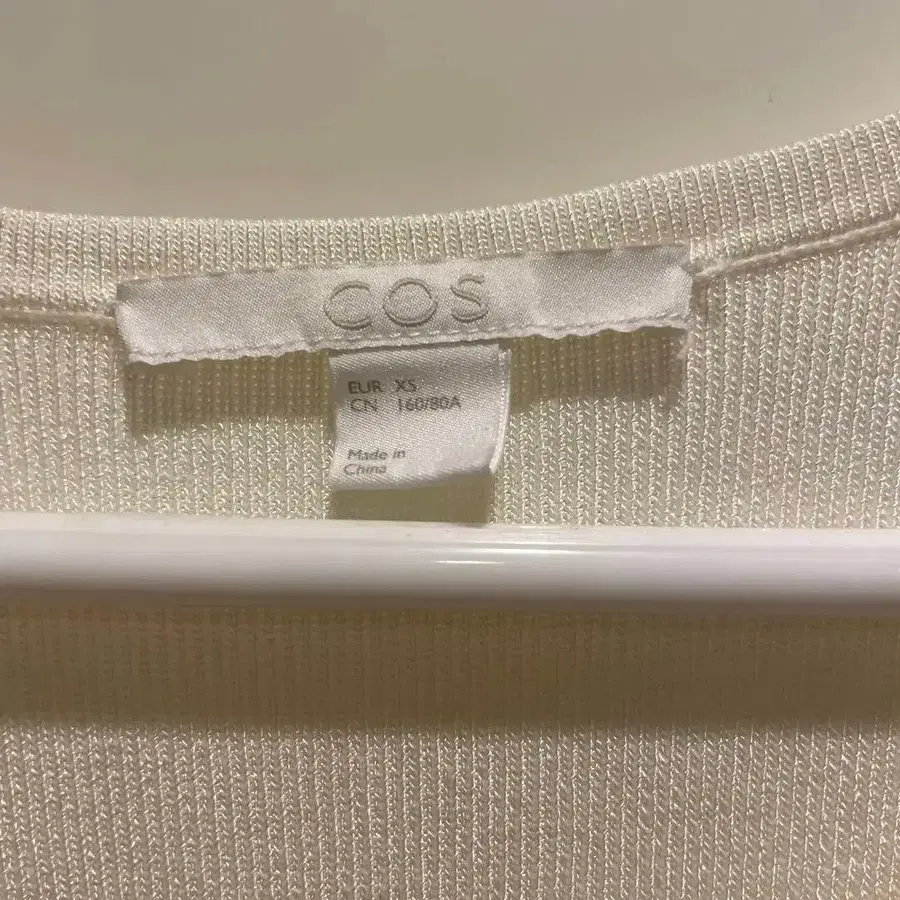 COS
EUR XS
CN 160/80A
Made in
China